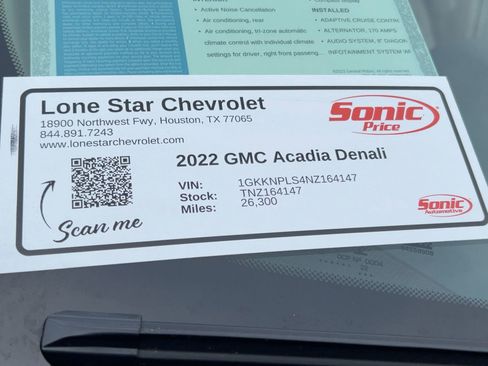 Active Noise Cancellation
Air conditioning, rear
Air conditioning, tri-zone automatic
climate control with individual climate
settings for driver, right front passeng...
INSTALLED
ADAPTIVE CRUISE CONTRO
ALTERNATOR, 170 AMPS
AUDIO SYSTEM, 8" DIAGON
INFOTAINMENT SYSTEM
Lone Star Chevrolet
18900 Northwest Fwy, Houston, TX 77065
844.891.7243
www.lonestarchevrolet.com
Sonic
Price
2022 GMC Acadia Denali
VIN: 1GKKNPLS4NZ164147
Stock: TNZ164147
Miles: 26,300
Scan me
Sonic
Automotive